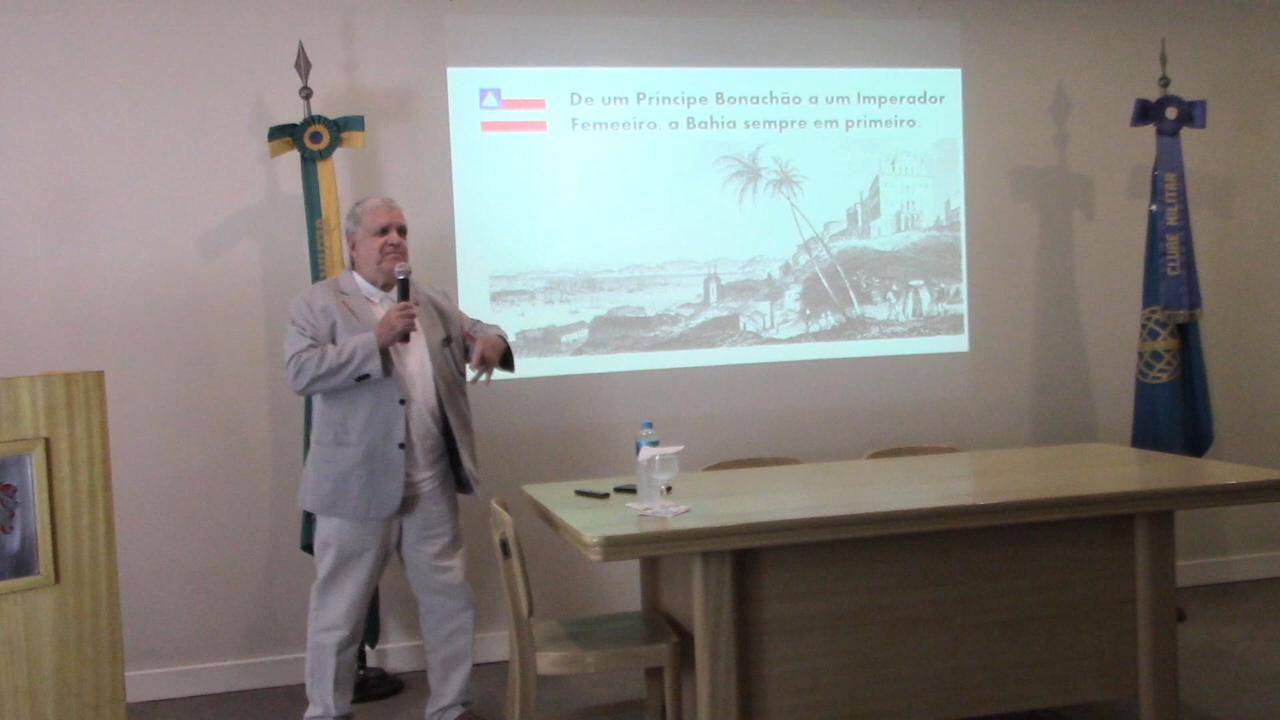 De um Príncipe Bonachão a um Imperador
Femeeiro, a Bahia sempre em primeiro.
CLUBE MILITAR